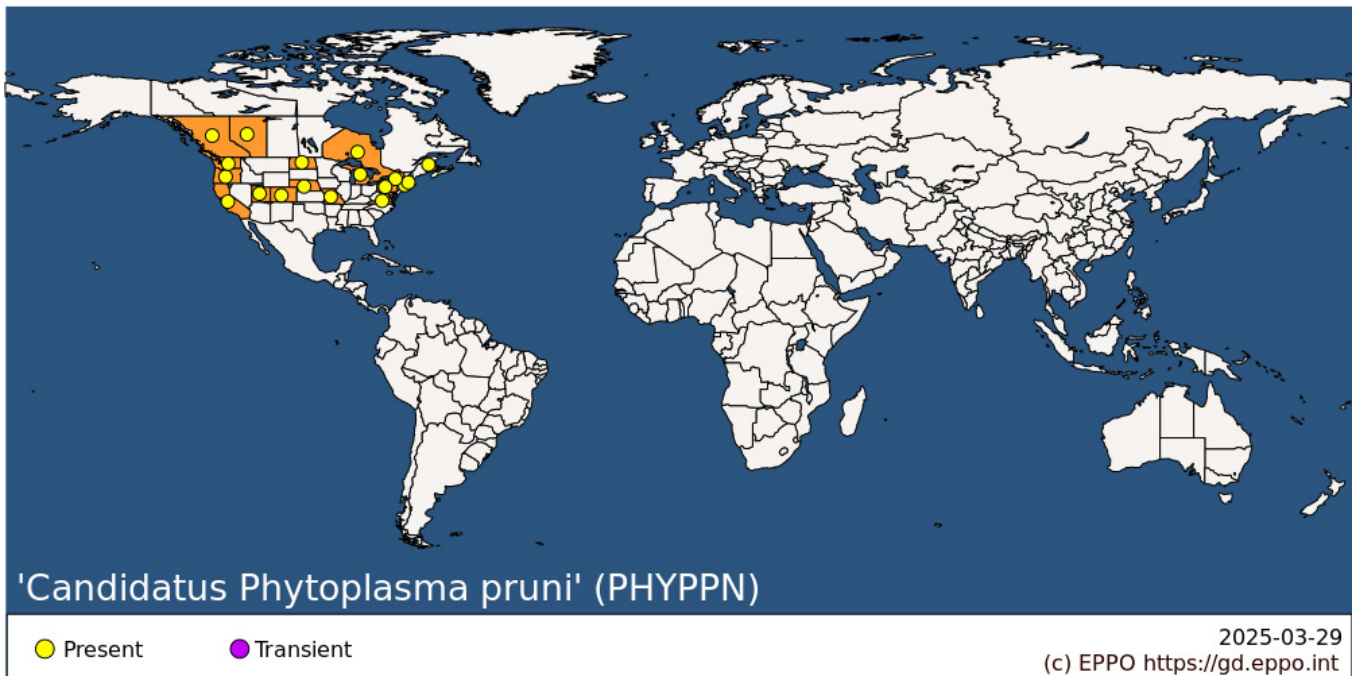 'Candidatus Phytoplasma pruni' (PHYPPN)
Present
Transient
2025-03-29
(c) EPPO https://gd.eppo.int